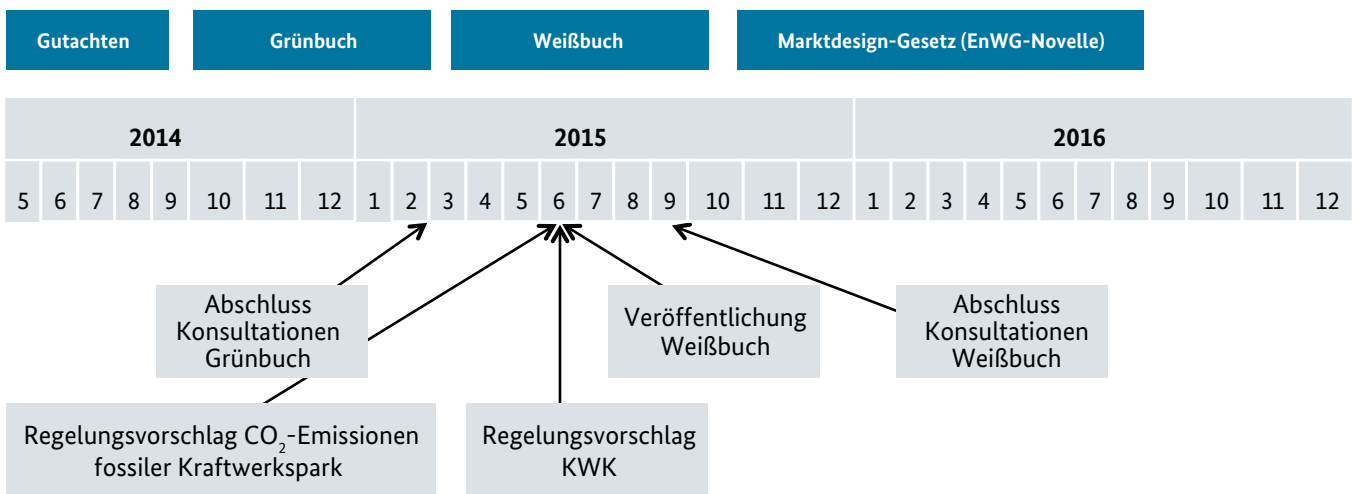 Gutachten Grünbuch Weißbuch Marktdesign-Gesetz (EnWG-Novelle)
2014 2015 2016
5 6 7 8 9 10 11 12 1 2 3 4 5 6 7 8 9 10 11 12 1 2 3 4 5 6 7 8 9 10 11 12
Abschluss
Konsultationen
Grünbuch
Veröffentlichung
Weißbuch
Abschluss
Konsultationen
Weißbuch
Regelungsvorschlag CO₂-Emissionen
fossiler Kraftwerkspark
Regelungsvorschlag
KWK